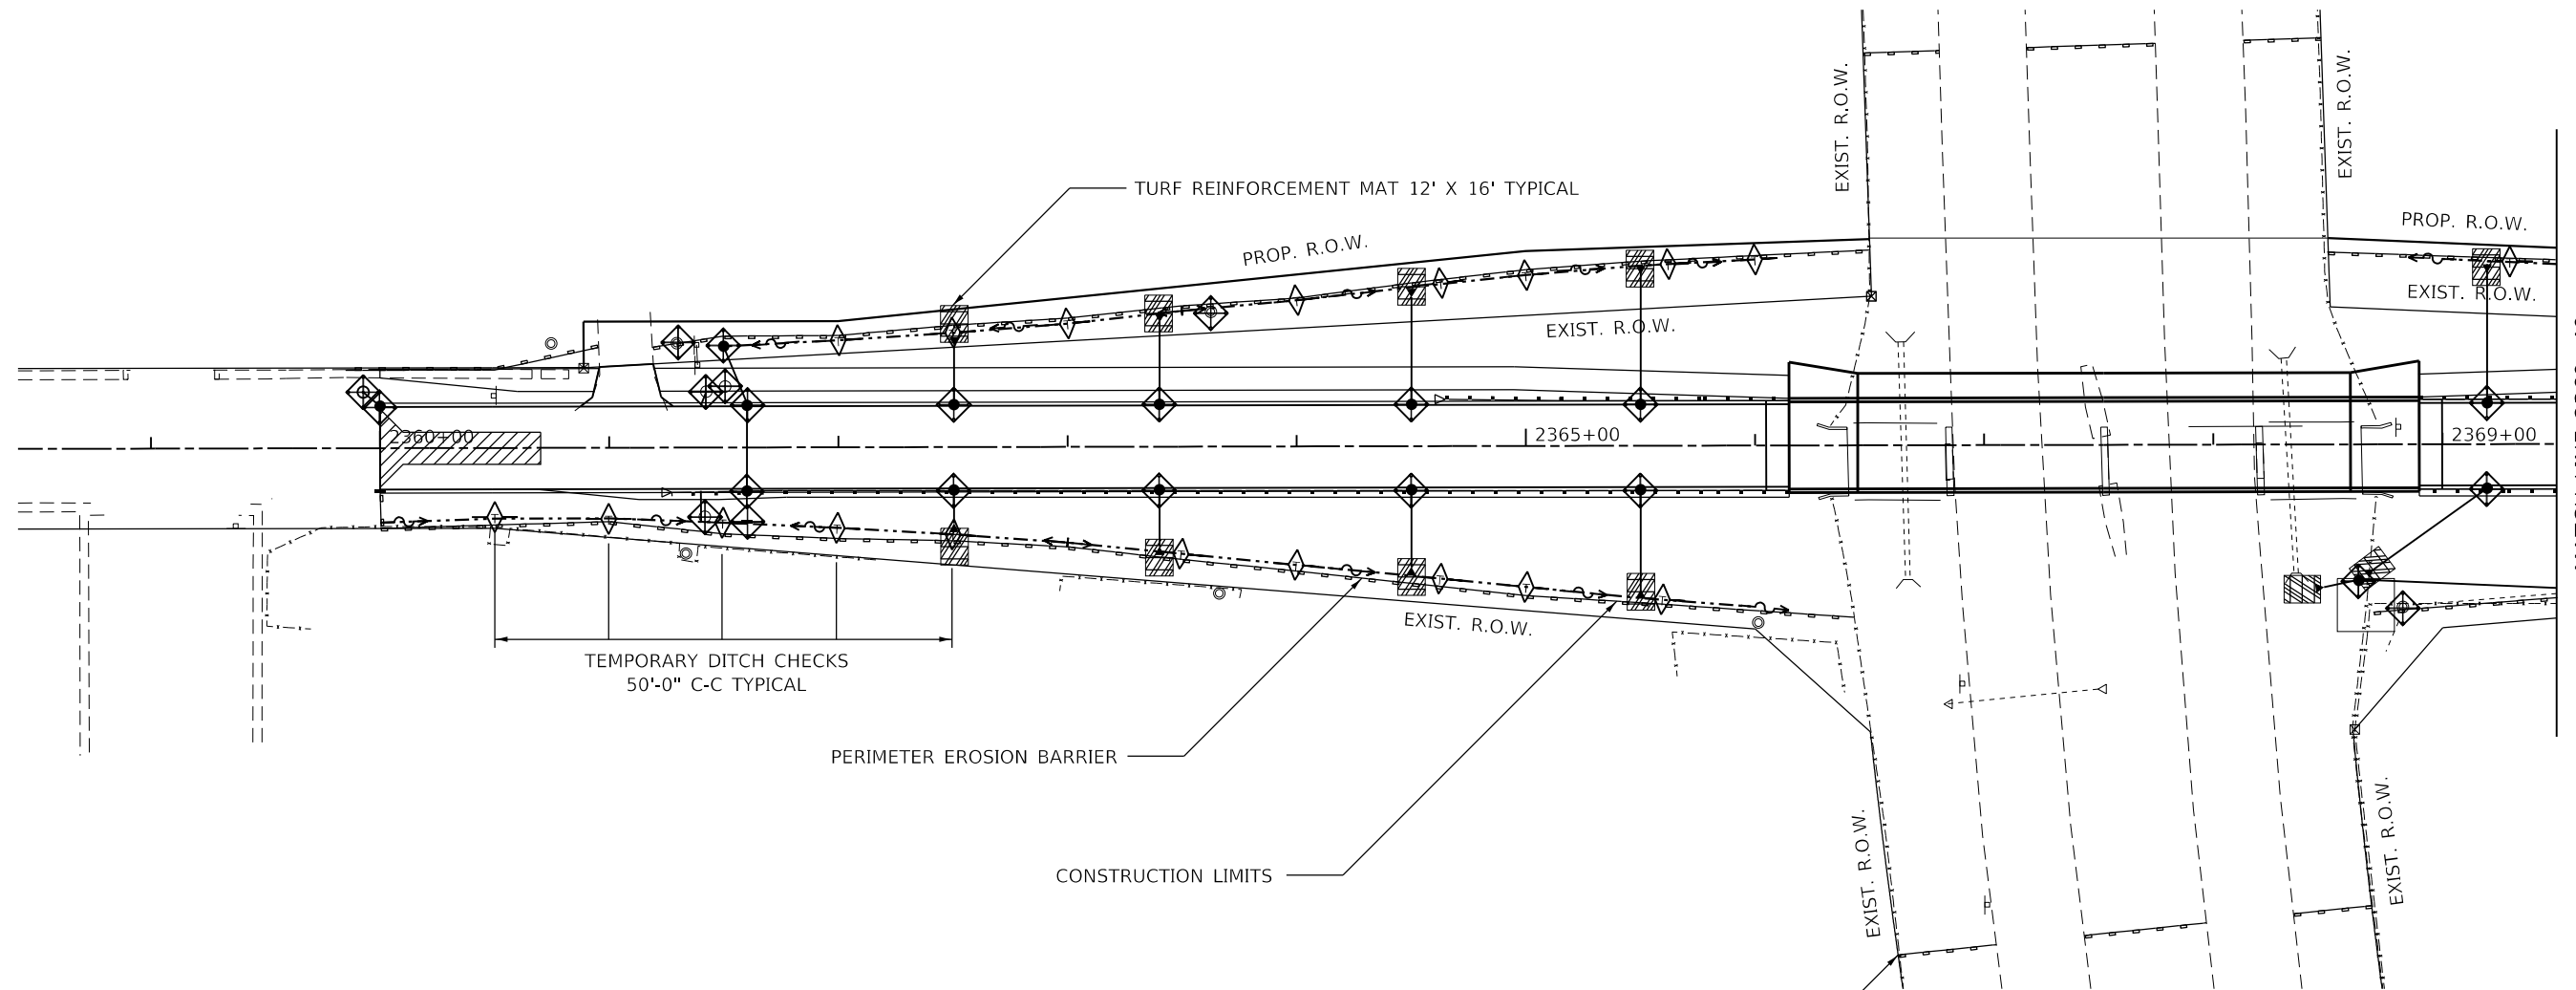 EXIST. R.O.W.
EXIST. R.O.W.
TURF REINFORCEMENT MAT 12' X 16' TYPICAL
PROP. R.O.W.
PROP. R.O.W.
EXIST. R.O.W.
EXIST. R.O.W.
2360+00
2365+00
2369+00
EXIST. R.O.W.
TEMPORARY DITCH CHECKS
50'-0" C-C TYPICAL
PERIMETER EROSION BARRIER
CONSTRUCTION LIMITS
EXIST. R.O.W.
EXIST. R.O.W.